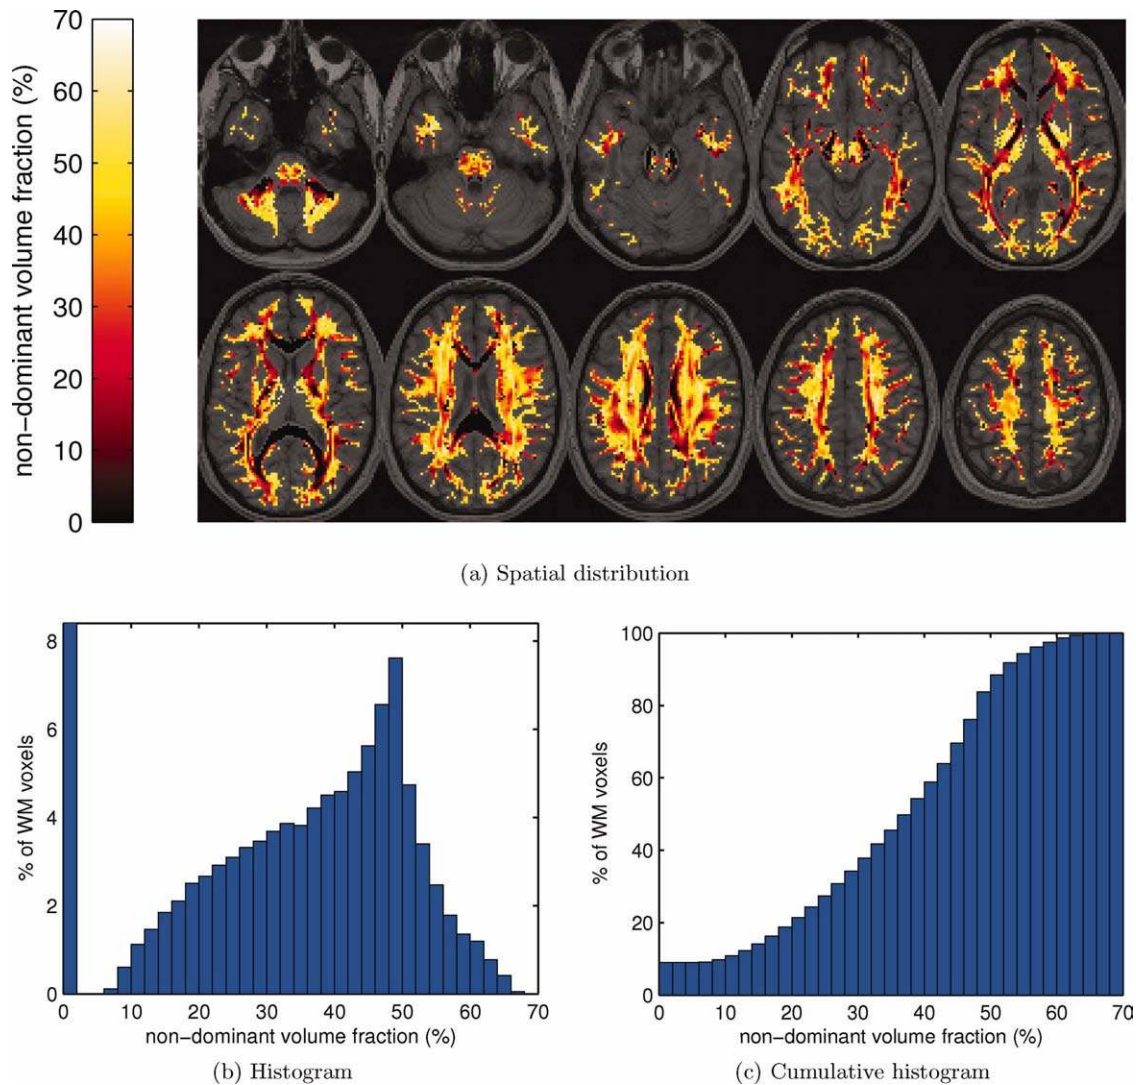 non-dominant volume fraction (%)
70
60
50
40
30
20
10
0
(a) Spatial distribution
% of WM voxels
8
6
4
2
0
0 10 20 30 40 50 60 70
non-dominant volume fraction (%)
(b) Histogram
% of WM voxels
100
80
60
40
20
0
0 10 20 30 40 50 60 70
non-dominant volume fraction (%)
(c) Cumulative histogram